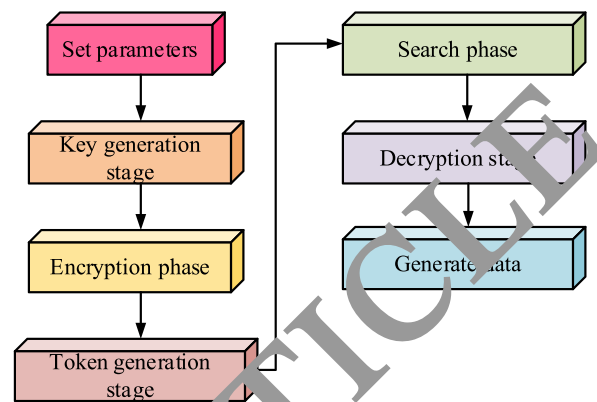 Set parameters
Key generation
stage
Encryption phase
Token generation
stage
Search phase
Decryption stage
Generate data
TICLE